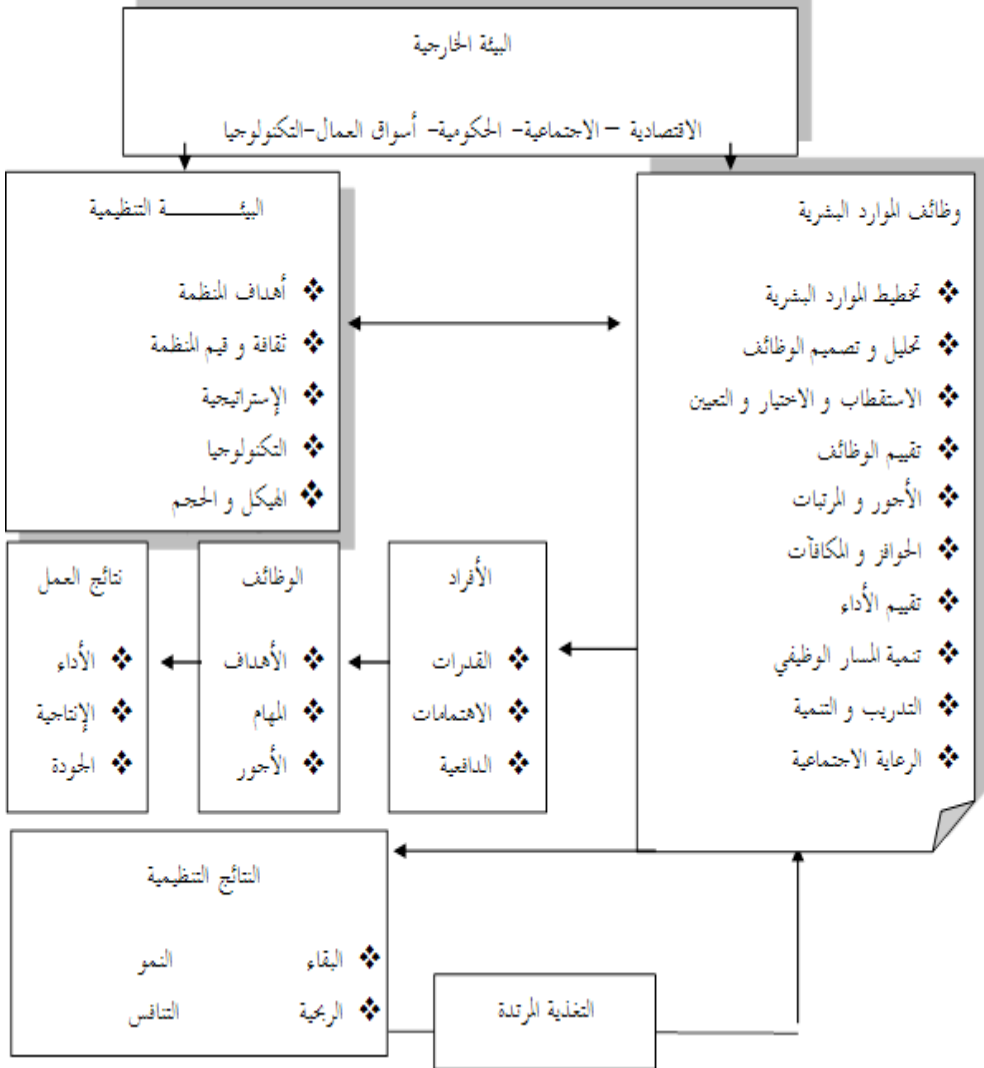 البيئة الخارجية
الاقتصادية – الاجتماعية- الحكومية- أسواق العمال-التكنولوجيا
وظائف الموارد البشرية
❖ تخطيط الموارد البشرية
❖ تحليل و تصميم الوظائف
❖ الاستقطاب و الاختيار و التعين
❖ تقييم الوظائف
❖ الأجور و المرتبات
❖ الحوافز و المكافآت
❖ تقييم الأداء
❖ تنمية المسار الوظيفي
❖ التدريب و التنمية
❖ الرعاية الاجتماعية
البيئـــــــــة التنظيمية
❖ أهداف المنظمة
❖ ثقافة و قيم المنظمة
❖ الإستراتيجية
❖ التكنولوجيا
❖ الهيكل و الحجم
الأفراد
❖ القدرات
❖ الاهتمامات
❖ الدافعية
الوظائف
❖ الأهداف
❖ المهام
❖ الأجور
نتائج العمل
❖ الأداء
❖ الإنتاجية
❖ الجودة
النتائج التنظيمية
❖ البقاء النمو
❖ الربحية التنافس
التغذية المرتدة